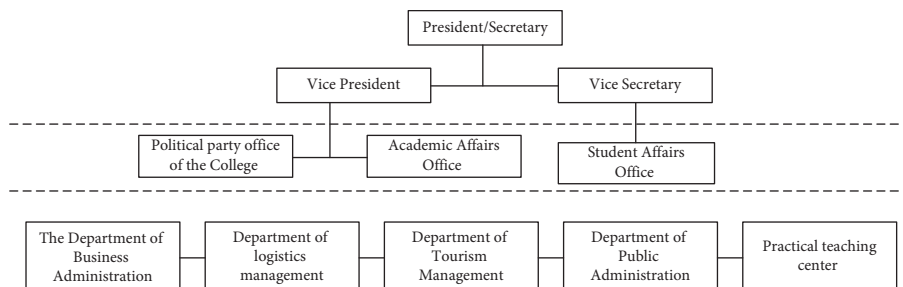 President/Secretary
Vice President
Vice Secretary
Political party office
of the College
Academic Affairs
Office
Student Affairs
Office
The Department of
Business
Administration
Department of
logistics
management
Department of
Tourism
Management
Department of
Public
Administration
Practical teaching
center